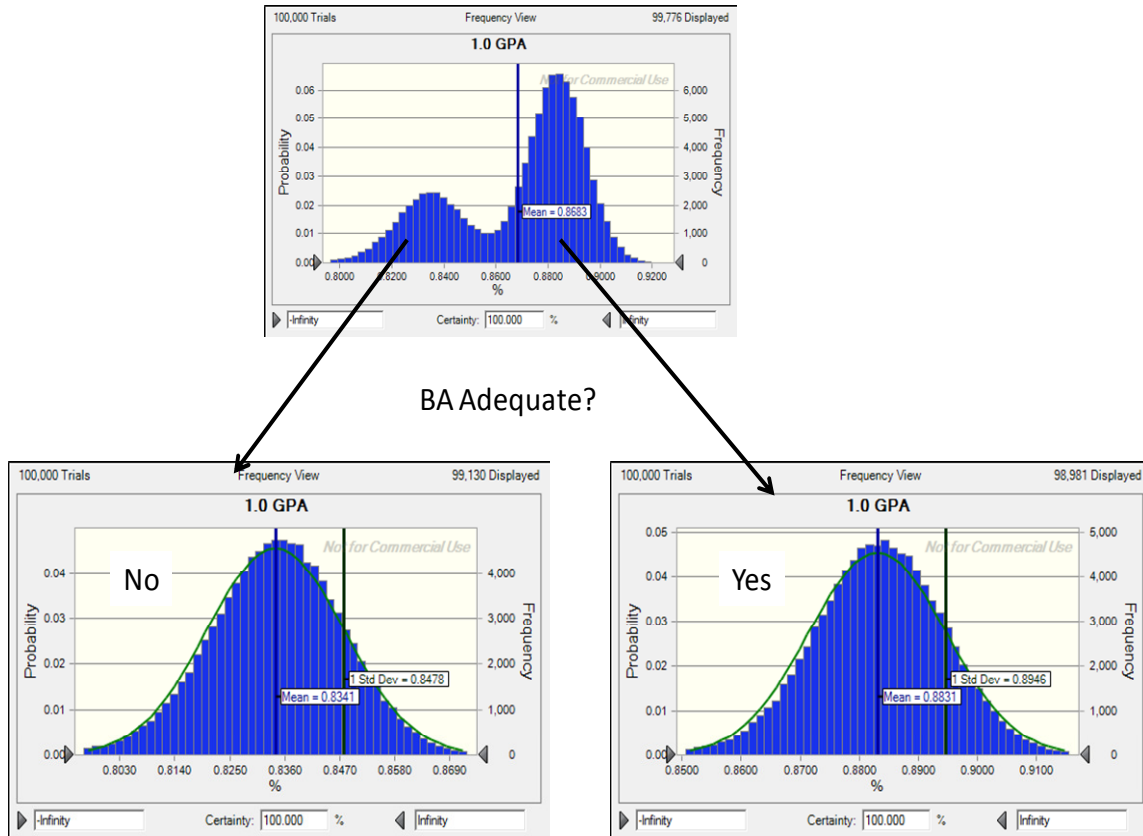 100,000 Trials Frequency View 99,776 Displayed
1.0 GPA
Not for Commercial Use
Probability
0.06
0.05
0.04
0.03
0.02
0.01
0.00
Mean = 0.8683
6,000
5,000
4,000
3,000
2,000
1,000
0
Frequency
0.8000 0.8200 0.8400 0.8600 0.8800 0.9000 0.9200
%
-Infinity Certainty: 100.000 % Infinity
BA Adequate?
100,000 Trials Frequency View 99,130 Displayed
1.0 GPA
Not for Commercial Use
No
Probability
0.04
0.03
0.02
0.01
0.00
1 Std Dev = 0.8478
Mean = 0.8341
4,000
3,000
2,000
1,000
0
Frequency
0.8030 0.8140 0.8250 0.8360 0.8470 0.8580 0.8690
%
-Infinity Certainty: 100.000 % Infinity
100,000 Trials Frequency View 98,981 Displayed
1.0 GPA
Not for Commercial Use
Yes
Probability
0.05
0.04
0.03
0.02
0.01
0.00
1 Std Dev = 0.8946
Mean = 0.8831
5,000
4,000
3,000
2,000
1,000
0
Frequency
0.8500 0.8600 0.8700 0.8800 0.8900 0.9000 0.9100
%
-Infinity Certainty: 100.000 % Infinity